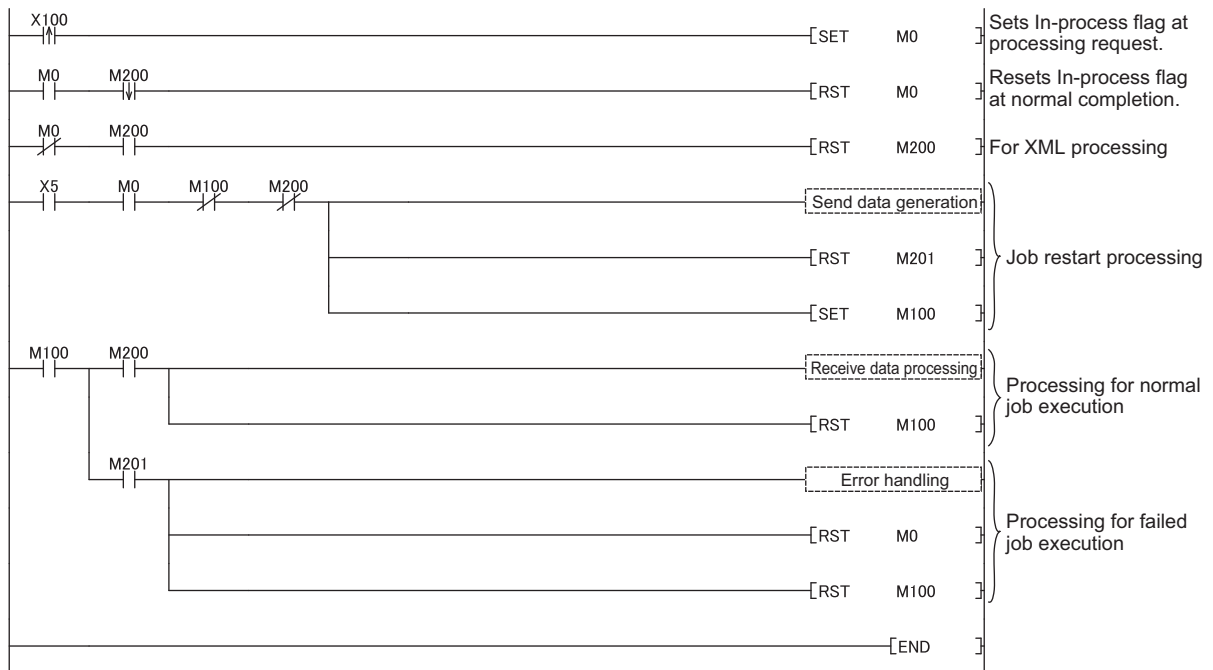 X100
[SET M0 ]
Sets In-process flag at
processing request.
M0 M200
[RST M0 ]
Resets In-process flag
at normal completion.
M0 M200
[RST M200 ]
For XML processing
X5 M0 M100 M200
Send data generation
[RST M201 ]
Job restart processing
[SET M100 ]
M100 M200
Receive data processing
Processing for normal
job execution
[RST M100 ]
M201
Error handling
[RST M0 ]
Processing for failed
job execution
[RST M100 ]
[END ]